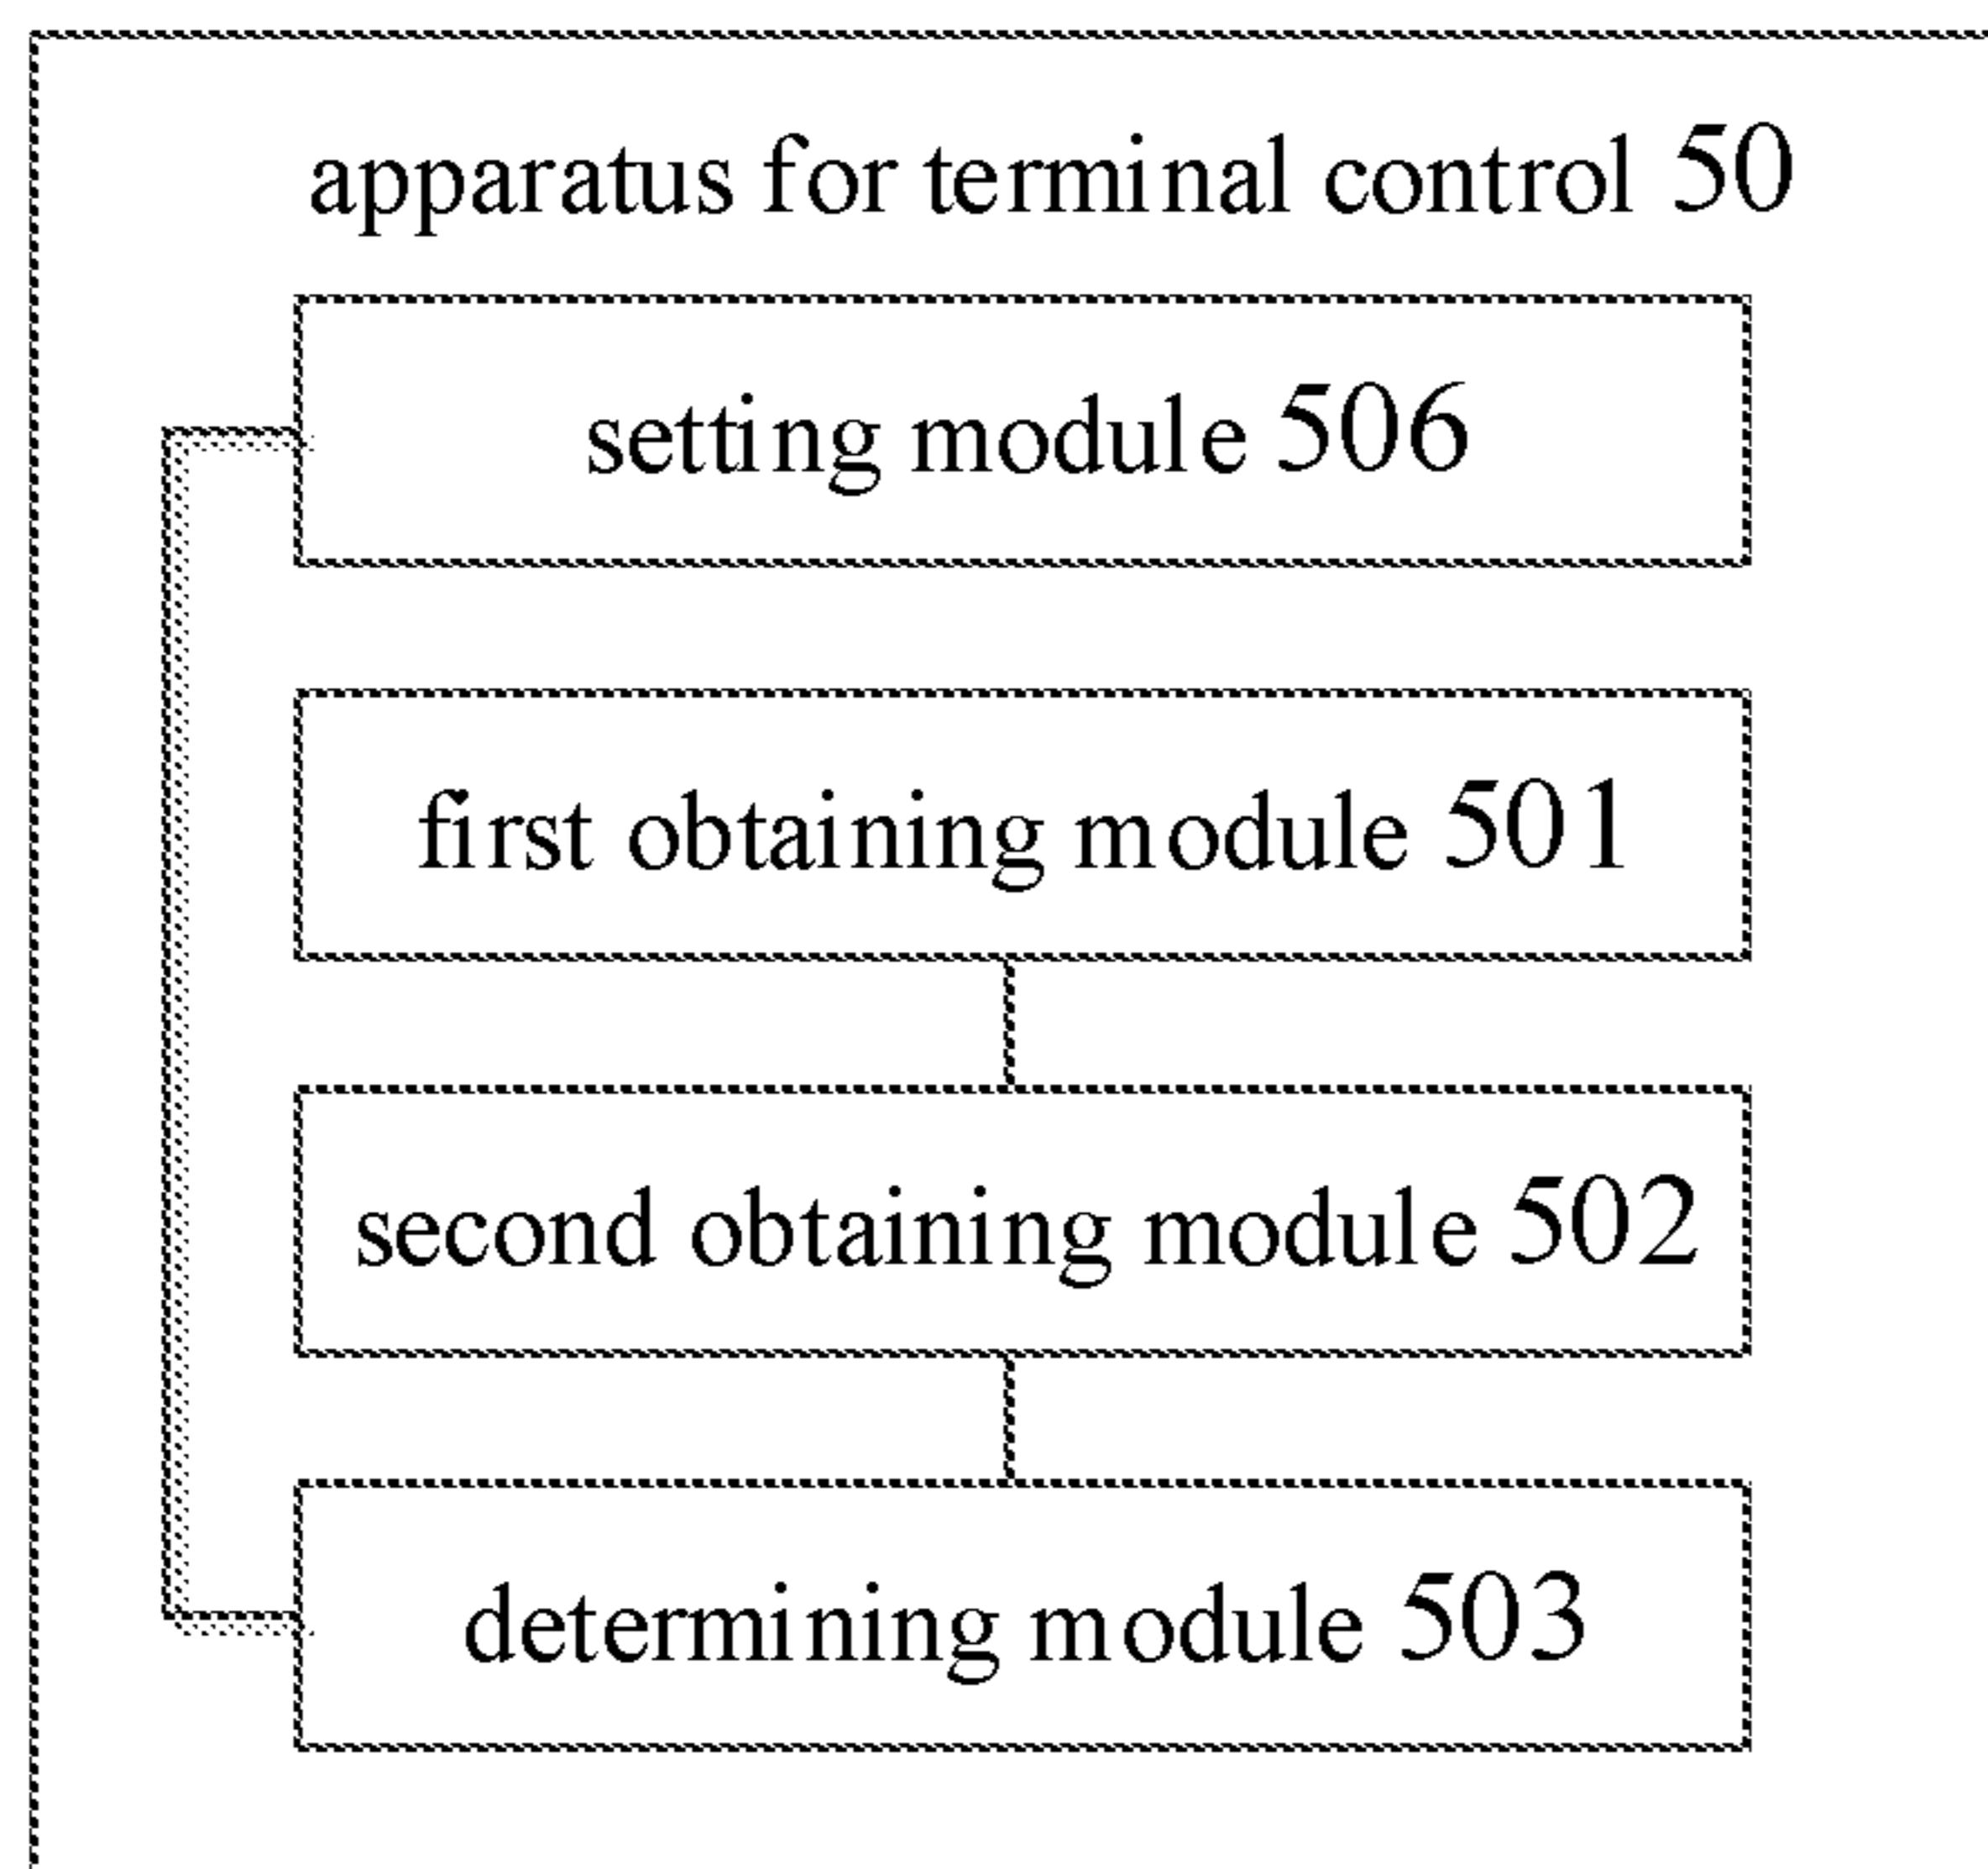 apparatus for terminal control 50
setting module 506
first obtaining module 501
second obtaining module 502
determining module 503